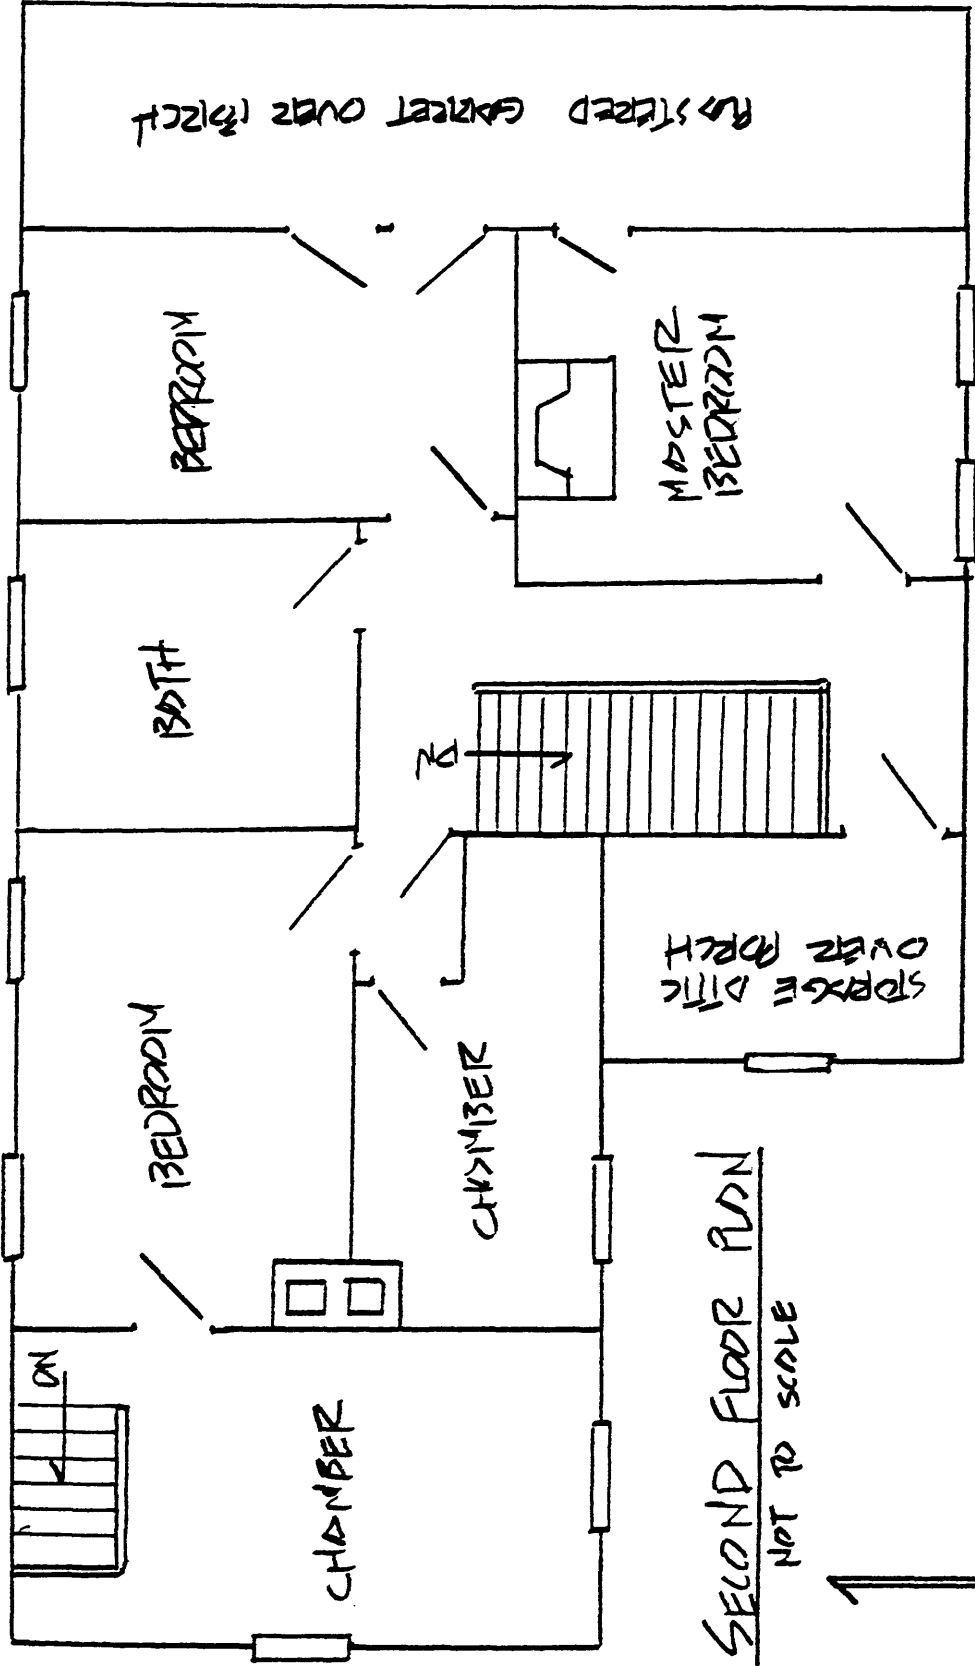 PLASTERED GARRET OVER PORCH
BEDROOM
MASTER
BEDROOM
BATH
DN
STORAGE ATTIC
OVER PORCH
BEDROOM
CHAMBER
DN
CHAMBER
SECOND FLOOR PLAN
NOT TO SCALE